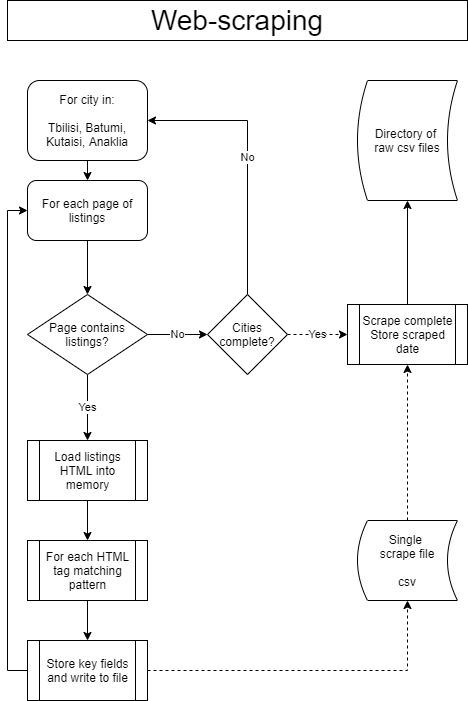 Web-scraping
For city in:
Tbilisi, Batumi,
Kutaisi, Anaklia
Directory of
raw csv files
No
For each page of
listings
Page contains
listings?
No
Cities
complete?
Yes
Scrape complete
Store scraped
date
Yes
Load listings
HTML into
memory
Single
scrape file
csv
For each HTML
tag matching
pattern
Store key fields
and write to file